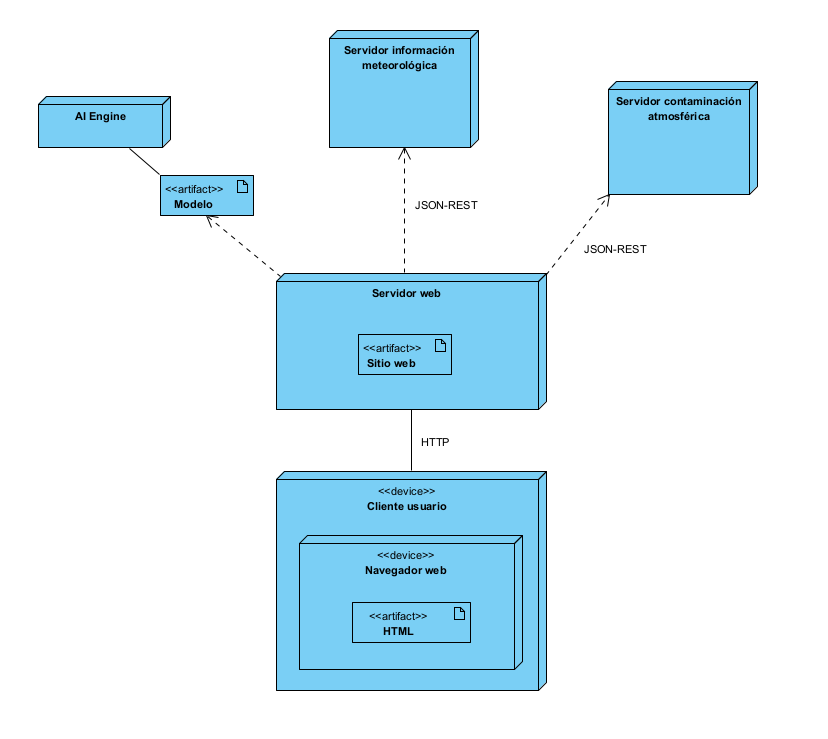 Servidor información
meteorológica
Servidor contaminación
atmosférica
AI Engine
<<artifact>>
Modelo
JSON-REST
JSON-REST
Servidor web
<<artifact>>
Sitio web
HTTP
<<device>>
Cliente usuario
<<device>>
Navegador web
<<artifact>>
HTML